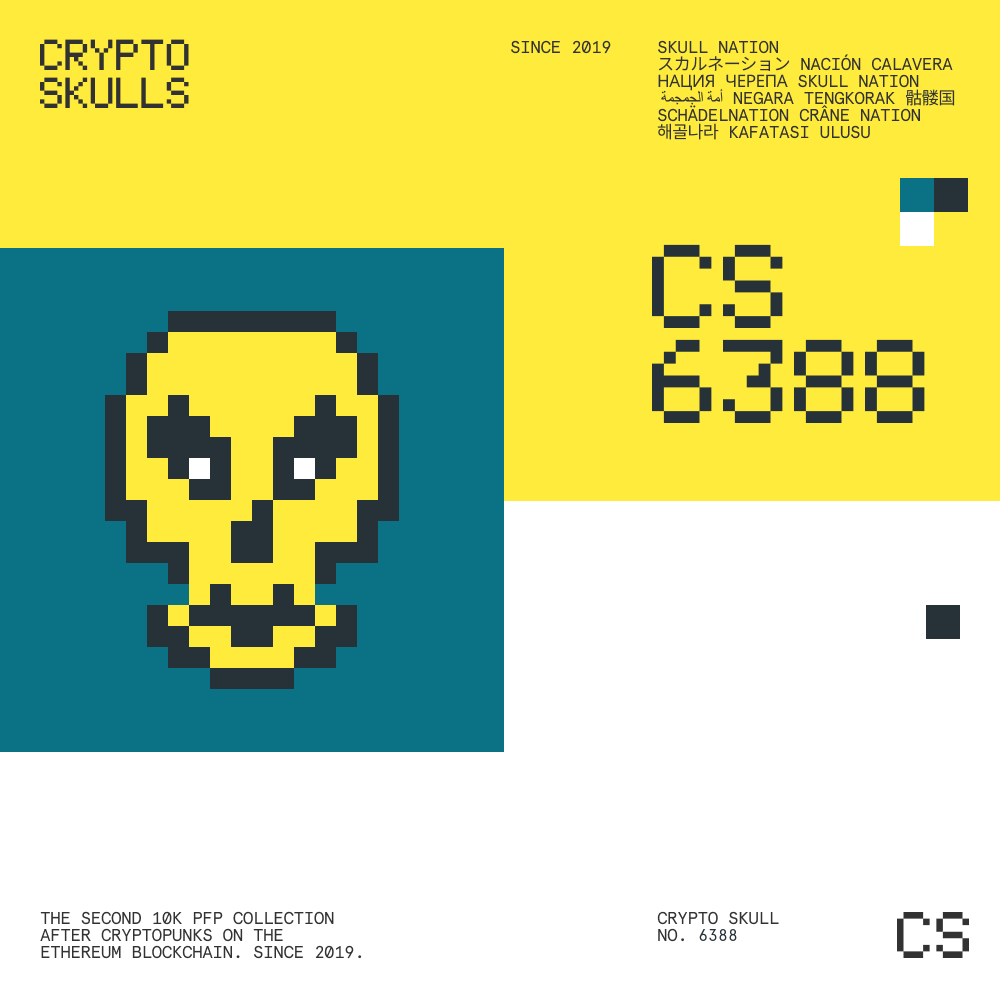 CRYPTO
SKULLS
SINCE 2019
SKULL NATION
スカルネーション NACIÓN CALAVERA
НАЦИЯ ЧЕРЕПА SKULL NATION
أمة الجمجمة NEGARA TENGKORAK 骷髅国
SCHÄDELNATION CRÂNE NATION
해골나라 KAFATASI ULUSU
CS
6388
THE SECOND 10K PFP COLLECTION
AFTER CRYPTOPUNKS ON THE
ETHEREUM BLOCKCHAIN. SINCE 2019.
CRYPTO SKULL
NO. 6388
CS